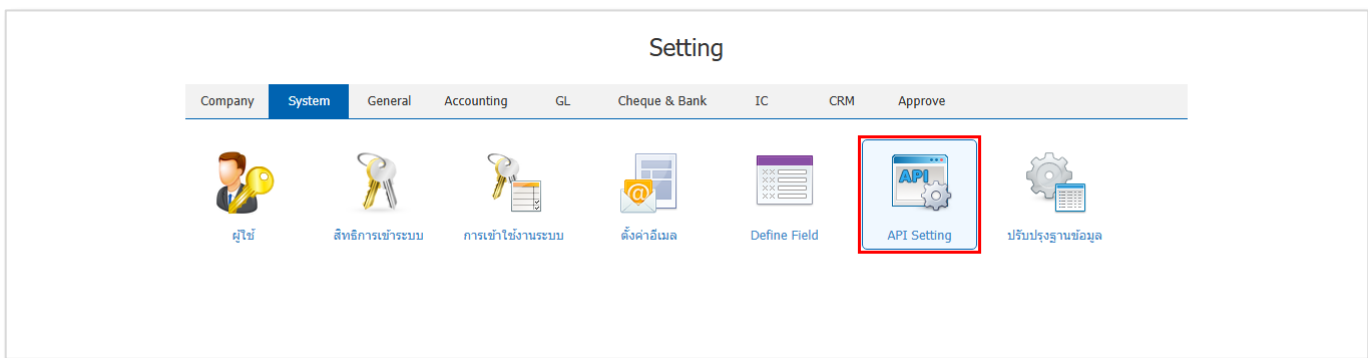 Setting
Company System General Accounting GL Cheque & Bank IC CRM Approve
API
ผู้ใช้ สิทธิการเข้าระบบ การเข้าใช้งานระบบ ตั้งค่าอีเมล Define Field API Setting ปรับปรุงฐานข้อมูล